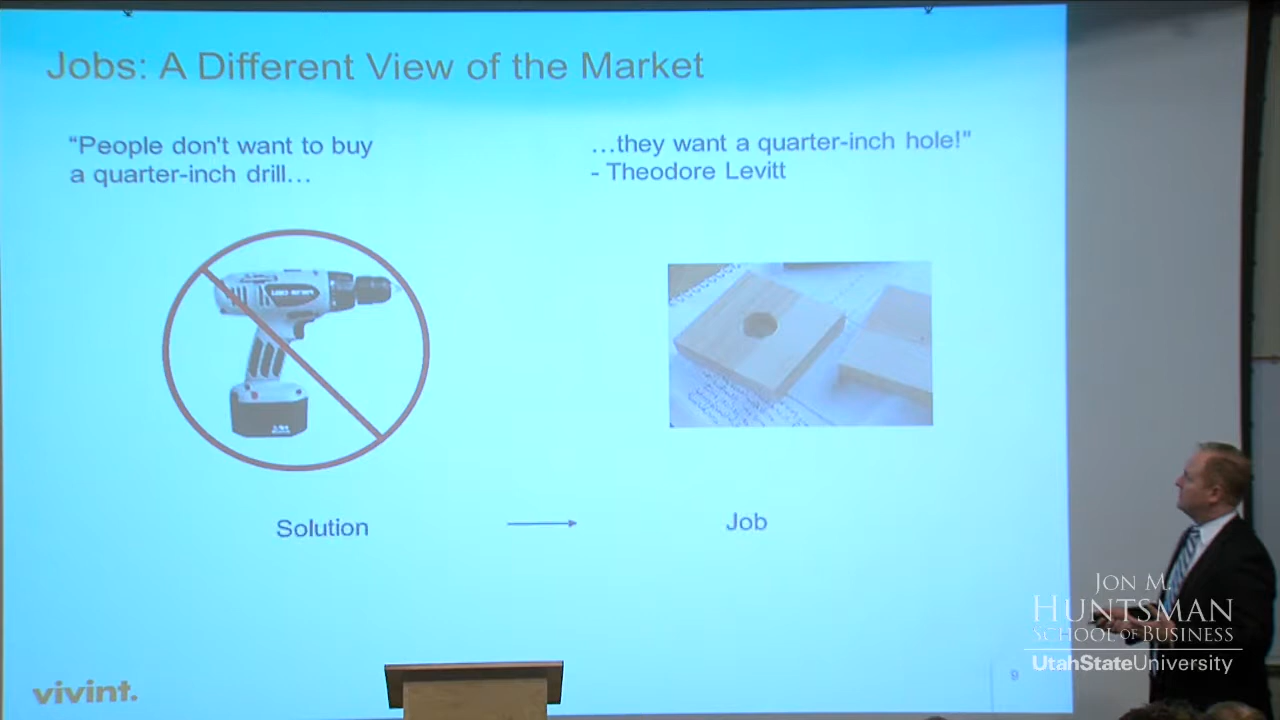 Jobs: A Different View of the Market
“People don't want to buy
a quarter-inch drill…
…they want a quarter-inch hole!"
- Theodore Levitt
Solution
Job
vivint.
9
JON M.
HUNTSMAN
SCHOOL OF BUSINESS
UtahStateUniversity